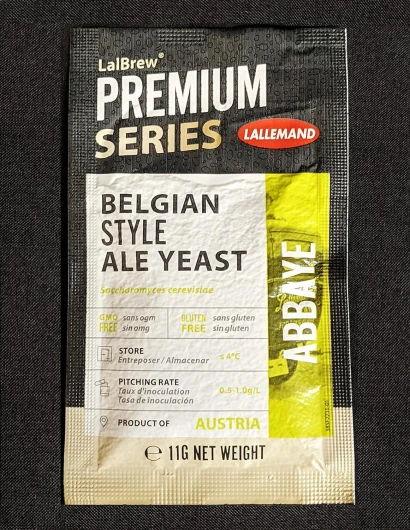 LalBrew®
PREMIUM
SERIES
LALLEMAND
BELGIAN
STYLE
ALE YEAST
Saccharomyces cerevisiae
GMO FREE
sans ogm
sin omg
GLUTEN FREE
sans gluten
sin gluten
STORE
Entreposer / Almacenar
≤ 4°C
PITCHING RATE
Taux d'inoculation
Tasa de inoculación
0.5-1.0g/L
PRODUCT OF
AUSTRIA
ABBAYE
℮ 11G NET WEIGHT